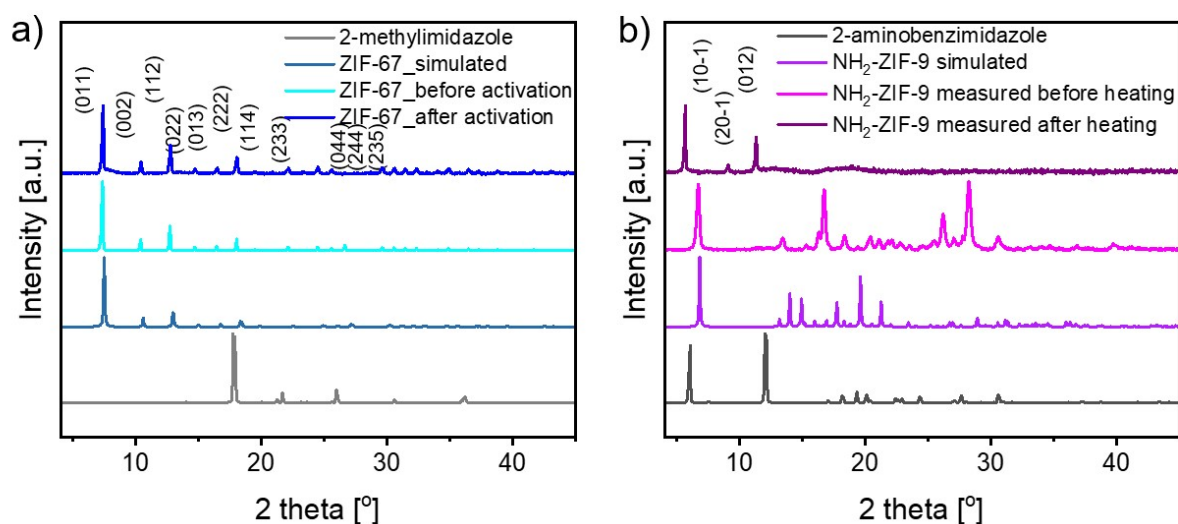 a)
2-methylimidazole
ZIF-67_simulated
ZIF-67_before activation
ZIF-67_after activation
(011)
(002)
(112)
(022)
(013)
(222)
(114)
(233)
(044)
(244)
(235)
Intensity [a.u.]
10 20 30 40
2 theta [°]
b)
2-aminobenzimidazole
NH₂-ZIF-9 simulated
NH₂-ZIF-9 measured before heating
NH₂-ZIF-9 measured after heating
(10-1)
(20-1)
(012)
Intensity [a.u.]
10 20 30 40
2 theta [°]